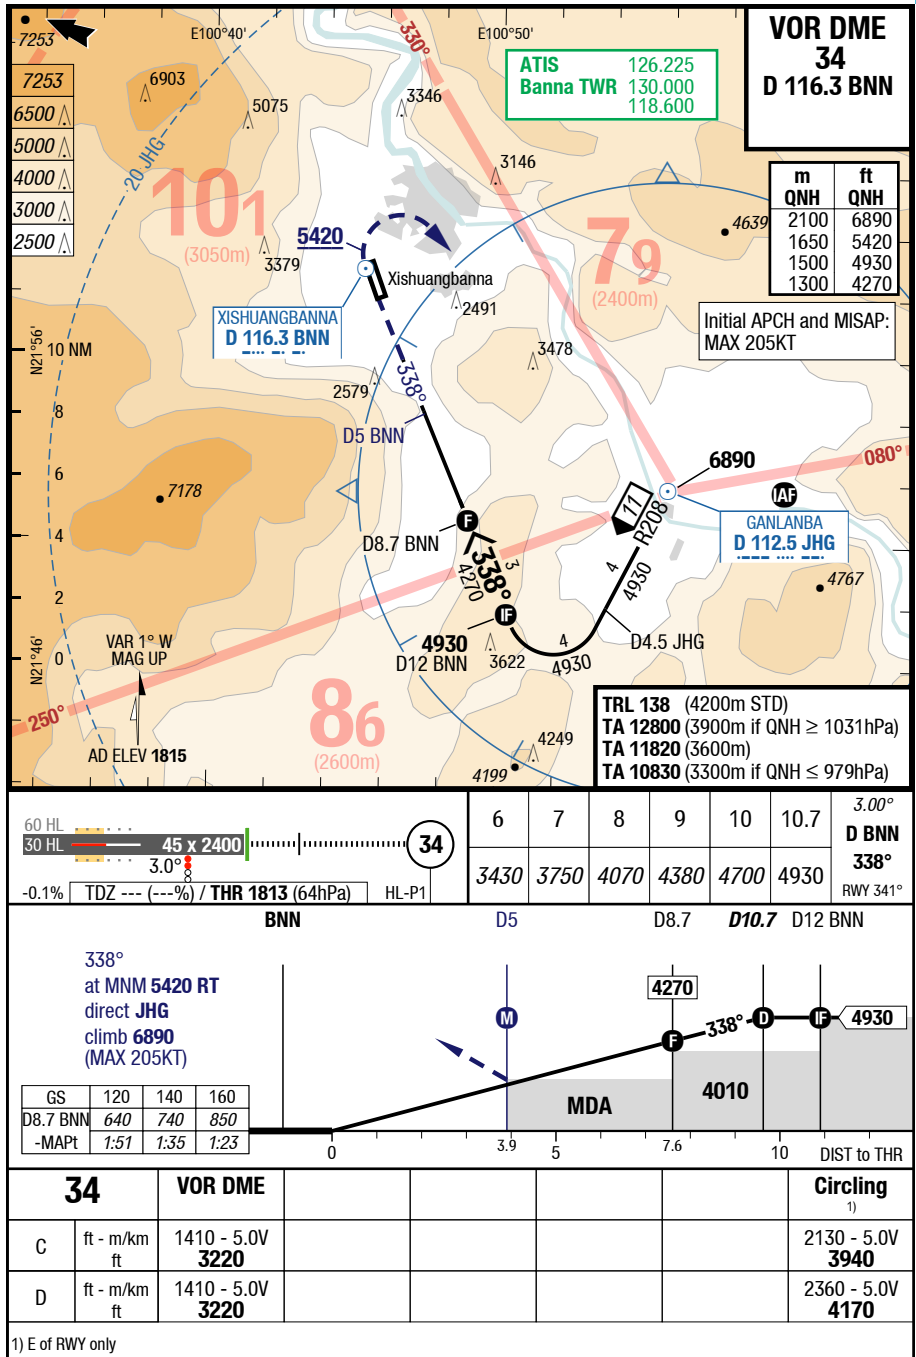 VOR DME
34
D 116.3 BNN
E100°40'
E100°50'
ATIS 126.225
Banna TWR 130.000
118.600
7253
7253
6500
5000
4000
3000
2500
6903
5075
3346
3146
330°
20 JHG
101
(3050m)
79
(2400m)
4639
m ft
QNH QNH
2100 6890
1650 5420
1500 4930
1300 4270
5420
3379
Xishuangbanna
2491
XISHUANGBANNA
D 116.3 BNN
Initial APCH and MISAP:
MAX 205KT
N21°56'
10 NM
8
6
4
2
0
N21°46'
3478
2579
338°
D5 BNN
6890
080°
IAF
GANLANBA
D 112.5 JHG
7178
11
R208
F
D8.7 BNN
338°
3
4270
4
4930
4767
IF
4930
D12 BNN
3622
4
4930
D4.5 JHG
VAR 1° W
MAG UP
250°
AD ELEV 1815
86
(2600m)
4249
4199
TRL 138 (4200m STD)
TA 12800 (3900m if QNH ≥ 1031hPa)
TA 11820 (3600m)
TA 10830 (3300m if QNH ≤ 979hPa)
60 HL
30 HL
45 x 2400
34
3.0°
-0.1% TDZ --- (---%) / THR 1813 (64hPa) HL-P1
6 7 8 9 10 10.7
3430 3750 4070 4380 4700 4930
3.00°
D BNN
338°
RWY 341°
BNN D5 D8.7 D10.7 D12 BNN
338°
at MNM 5420 RT
direct JHG
climb 6890
(MAX 205KT)
4270
M
F
338°
D
IF
4930
MDA
4010
GS 120 140 160
D8.7 BNN 640 740 850
-MAPt 1:51 1:35 1:23
0 3.9 5 7.6 10 DIST to THR
34 VOR DME Circling
1)
C ft - m/km 1410 - 5.0V 2130 - 5.0V
ft 3220 3940
D ft - m/km 1410 - 5.0V 2360 - 5.0V
ft 3220 4170
1) E of RWY only